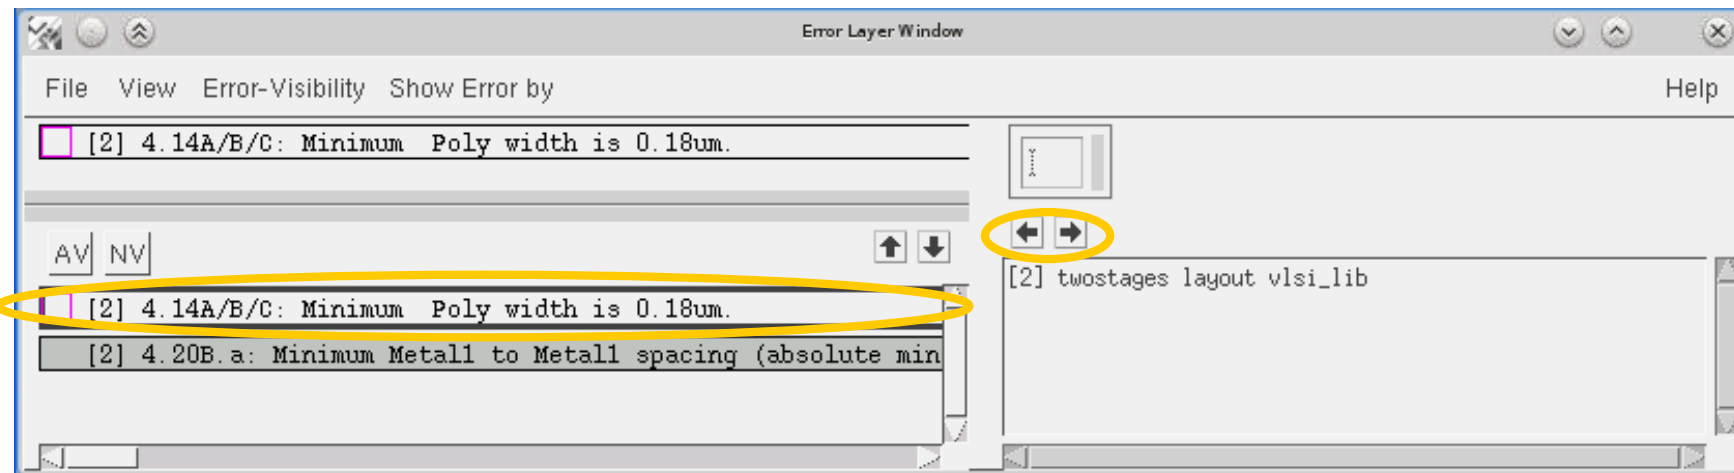 Error Layer Window
File View Error-Visibility Show Error by Help
[2] 4.14A/B/C: Minimum Poly width is 0.18um.
AV NV
[2] 4.14A/B/C: Minimum Poly width is 0.18um.
[2] 4.20B.a: Minimum Metal1 to Metal1 spacing (absolute min
[2] twostages layout vlsi_lib